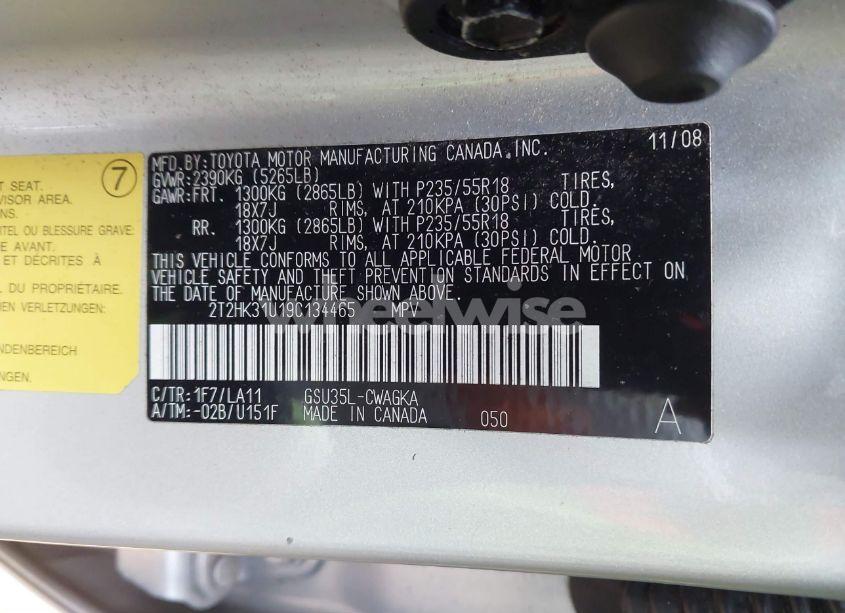 7
T SEAT.
VISOR AREA.
NS.
TITEL OU BLESSURE GRAVE:
E AVANT:
ET DÉCRITES À
L DU PROPRIÉTAIRE.
EN VERLETZUNGEN:
NDENBEREICH
NGEN.
11/08
MFD.BY:TOYOTA MOTOR MANUFACTURING CANADA.INC.
GVWR:2390KG (5265LB)
GAWR:FRT. 1300KG (2865LB) WITH P235/55R18 TIRES,
18X7J RIMS, AT 210KPA (30PSI) COLD.
RR. 1300KG (2865LB) WITH P235/55R18 TIRES,
18X7J RIMS, AT 210KPA (30PSI) COLD.
THIS VEHICLE CONFORMS TO ALL APPLICABLE FEDERAL MOTOR
VEHICLE SAFETY AND THEFT PREVENTION STANDARDS IN EFFECT ON
THE DATE OF MANUFACTURE SHOWN ABOVE.
2T2HK31U19C134465 MPV
wheelwise
C/TR:1F7/LA11 GSU35L-CWAGKA
A/TM:-02B/U151F MADE IN CANADA 050 A